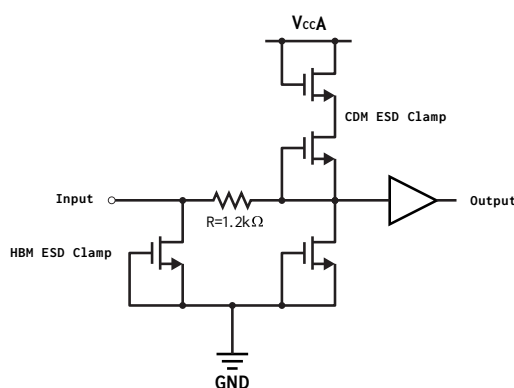 VCCA
CDM ESD Clamp
Input
R=1.2kΩ
Output
HBM ESD Clamp
GND